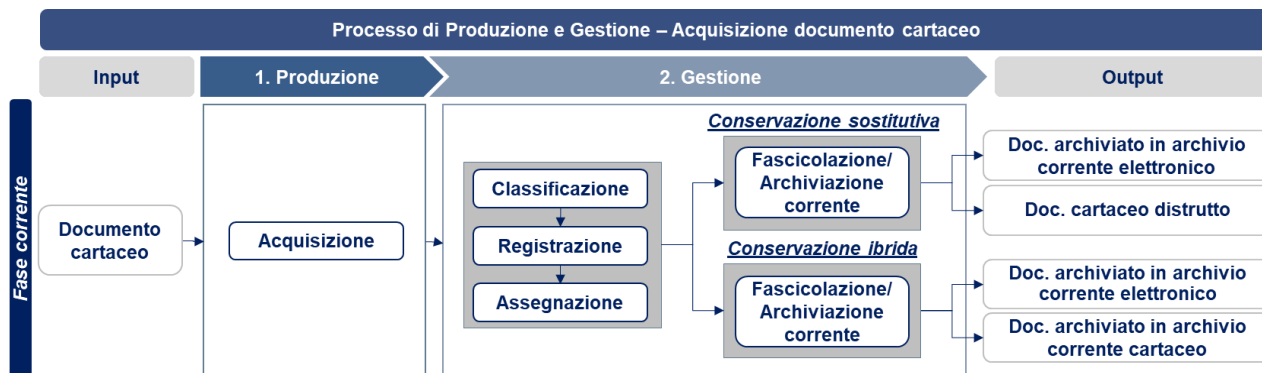 Processo di Produzione e Gestione – Acquisizione documento cartaceo
Input
1. Produzione
2. Gestione
Output
Fase corrente
Documento
cartaceo
Acquisizione
Classificazione
Registrazione
Assegnazione
Conservazione sostitutiva
Fascicolazione/
Archiviazione
corrente
Conservazione ibrida
Fascicolazione/
Archiviazione
corrente
Doc. archiviato in archivio
corrente elettronico
Doc. cartaceo distrutto
Doc. archiviato in archivio
corrente elettronico
Doc. archiviato in archivio
corrente cartaceo